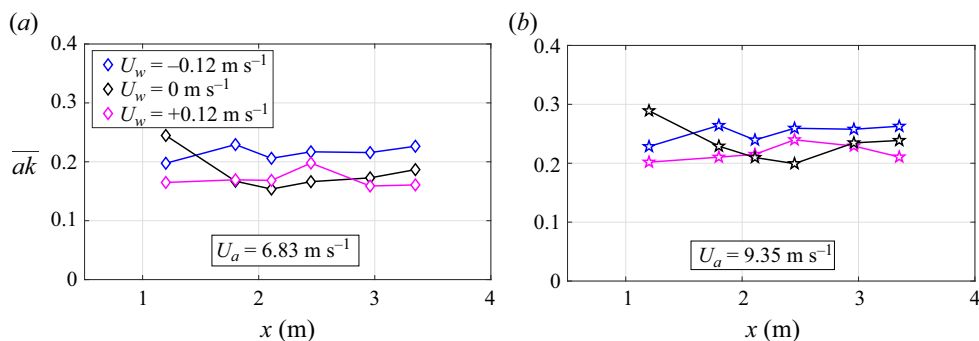 (a)
0.4
0.3
0.2
0.1
0
ak
U_w = –0.12 m s⁻¹
U_w = 0 m s⁻¹
U_w = +0.12 m s⁻¹
U_a = 6.83 m s⁻¹
1 2 3 4
x (m)
(b)
0.4
0.3
0.2
0.1
0
U_a = 9.35 m s⁻¹
1 2 3 4
x (m)